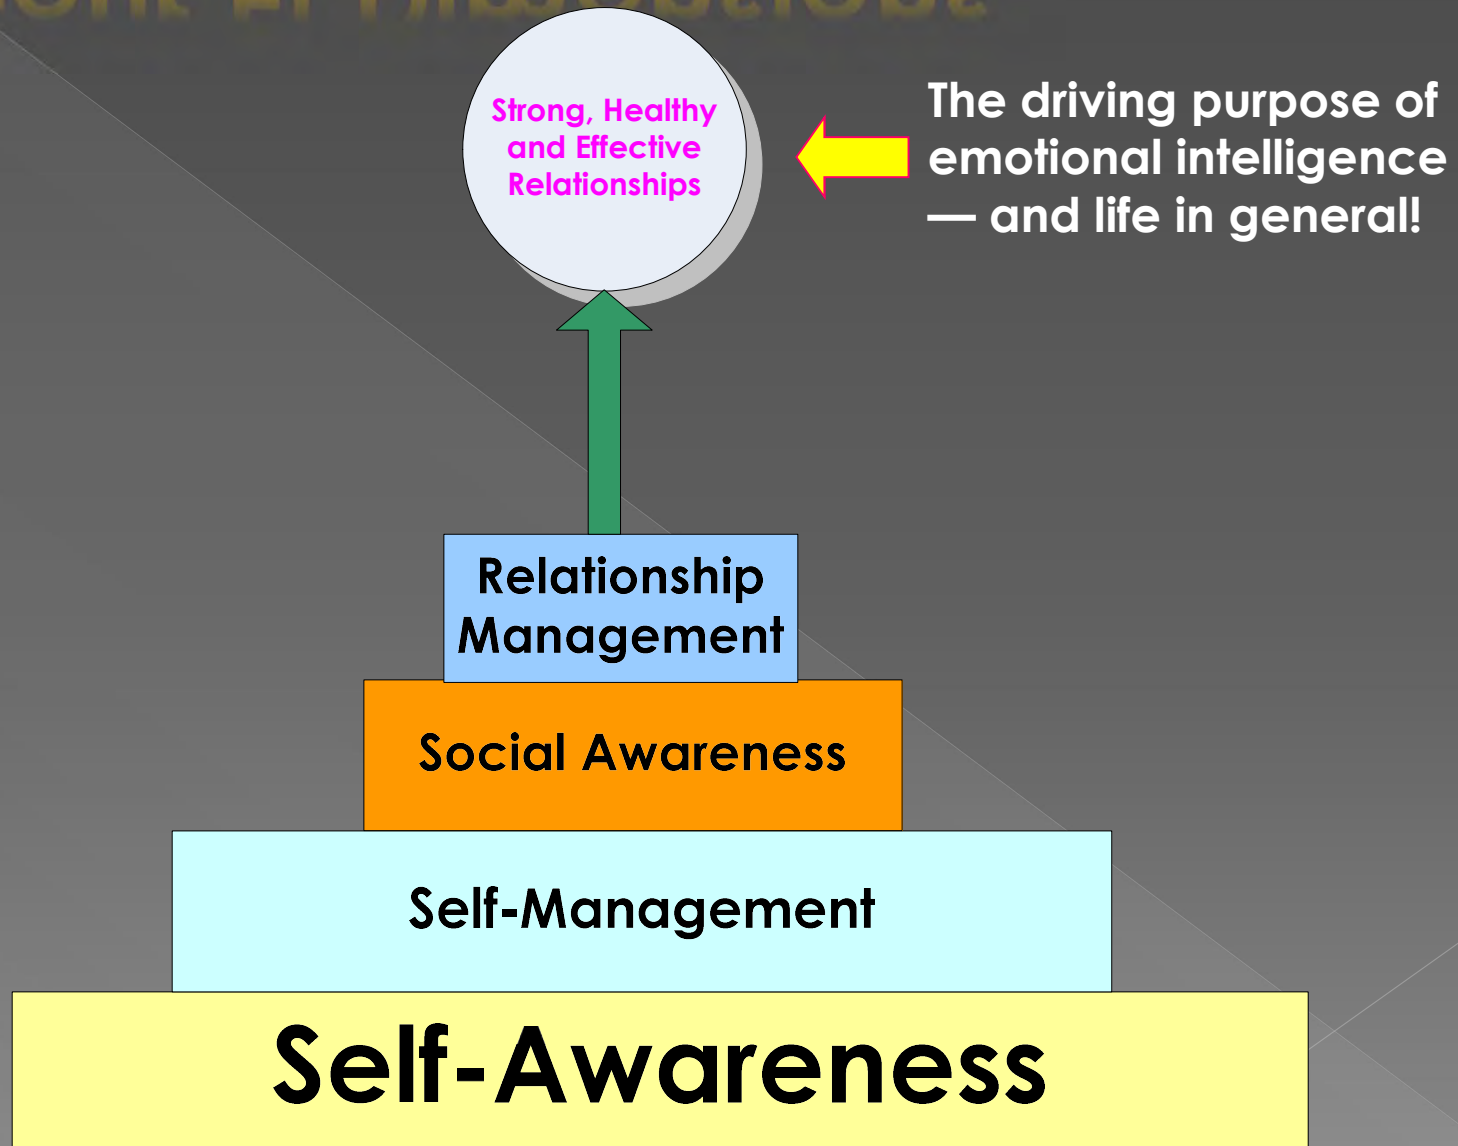 Strong, Healthy
and Effective
Relationships
The driving purpose of
emotional intelligence
— and life in general!
Relationship
Management
Social Awareness
Self-Management
Self-Awareness